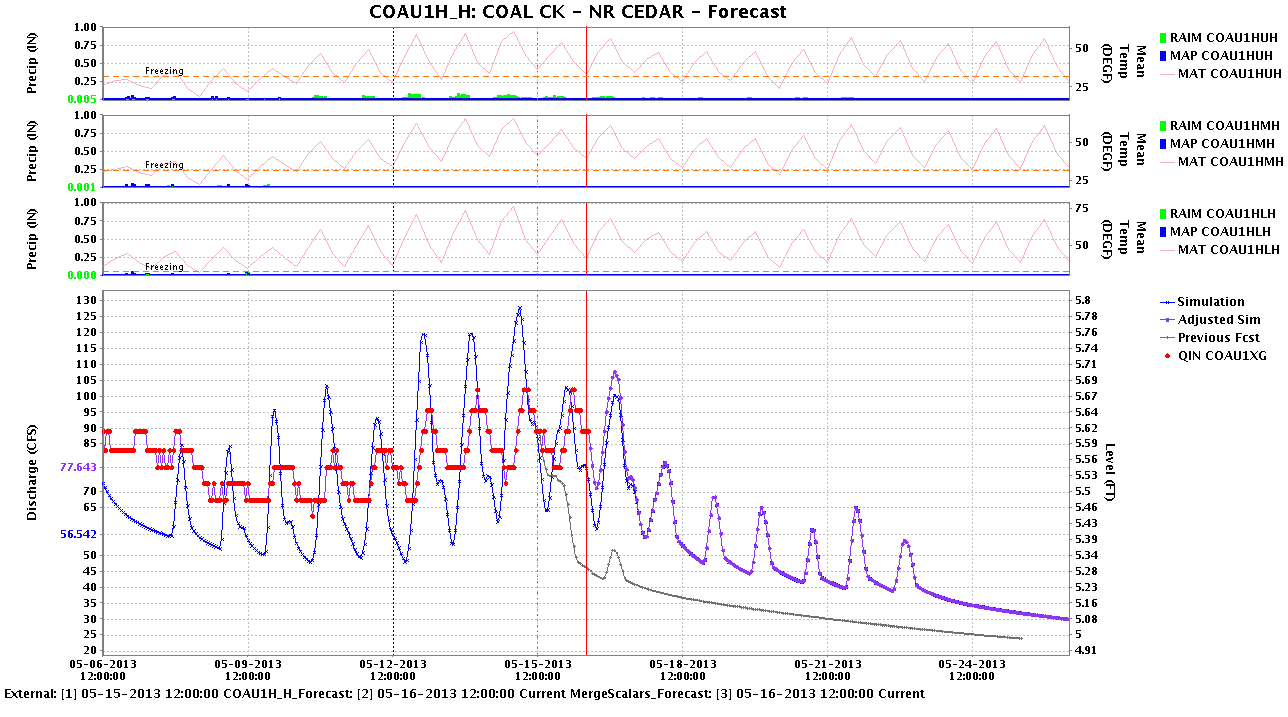 COAU1H_H: COAL CK - NR CEDAR - Forecast
Precip (IN)
1.00
0.75
0.50
0.25
0.005
Freezing
50
25
Mean Temp (DEGF)
RAIM COAU1HUH
MAP COAU1HUH
MAT COAU1HUH
Precip (IN)
1.00
0.75
0.50
0.25
0.001
Freezing
50
25
Mean Temp (DEGF)
RAIM COAU1HMH
MAP COAU1HMH
MAT COAU1HMH
Precip (IN)
1.00
0.75
0.50
0.25
0.000
Freezing
75
50
Mean Temp (DEGF)
RAIM COAU1HLH
MAP COAU1HLH
MAT COAU1HLH
Discharge (CFS)
130
125
120
115
110
105
100
95
90
85
77.643
70
65
56.542
50
45
40
35
30
25
20
5.8
5.78
5.76
5.74
5.71
5.69
5.67
5.64
5.62
5.59
5.56
5.53
5.5
5.46
5.43
5.39
5.34
5.28
5.23
5.16
5.08
5
4.91
Level (FT)
Simulation
Adjusted Sim
Previous Fcst
QIN COAU1XG
05-06-2013 05-09-2013 05-12-2013 05-15-2013 05-18-2013 05-21-2013 05-24-2013
12:00:00 12:00:00 12:00:00 12:00:00 12:00:00 12:00:00 12:00:00
External: [1] 05-15-2013 12:00:00 COAU1H_H_Forecast: [2] 05-16-2013 12:00:00 Current MergeScalars_Forecast: [3] 05-16-2013 12:00:00 Current